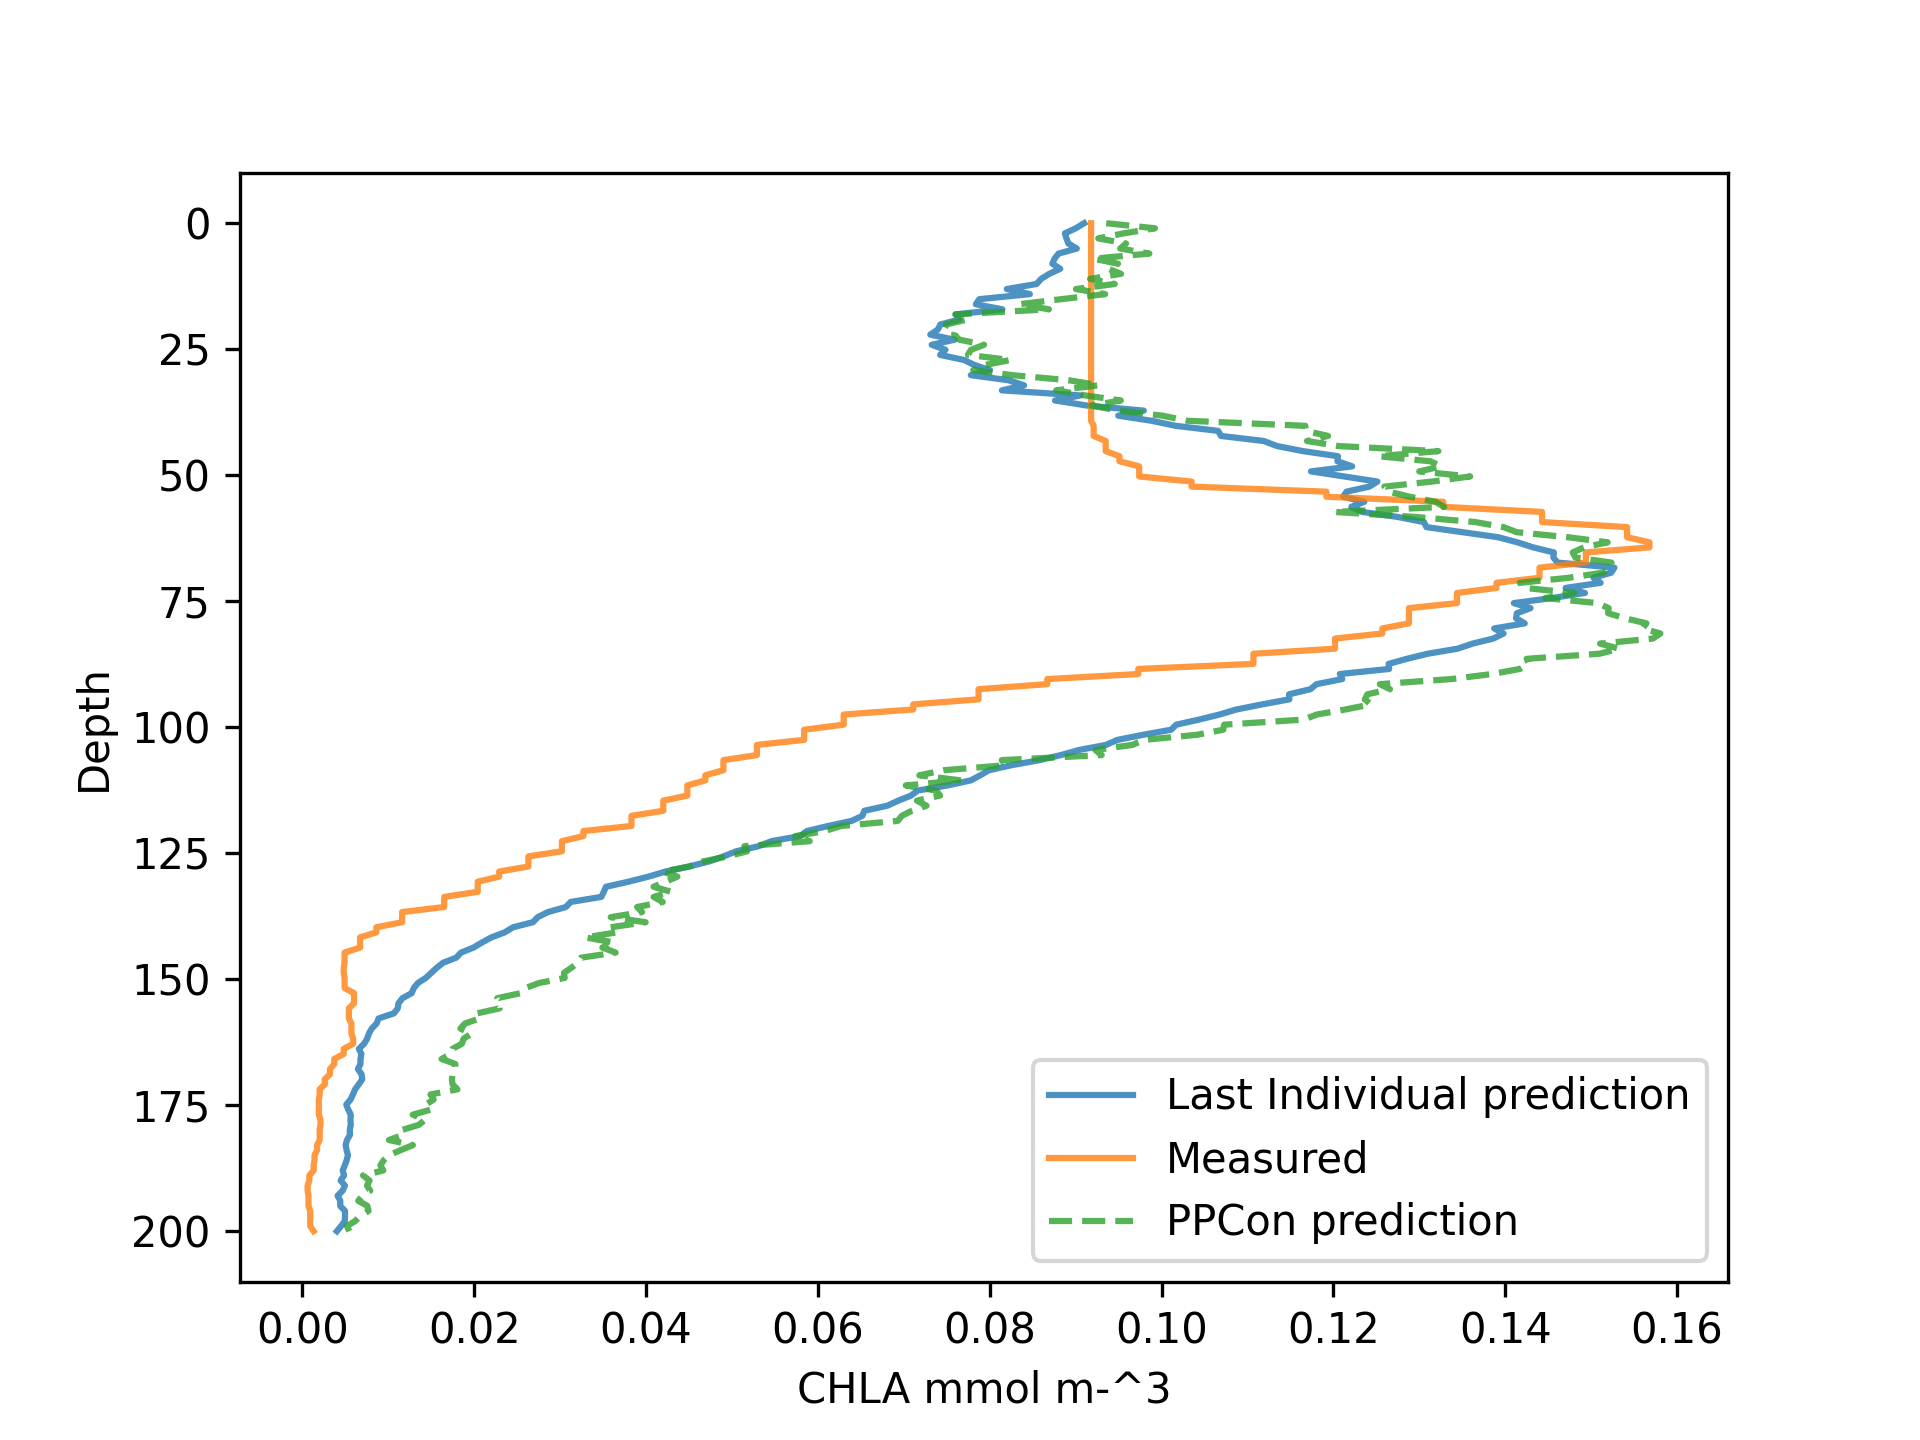 0
25
50
75
100
125
150
175
200
Depth
0.00 0.02 0.04 0.06 0.08 0.10 0.12 0.14 0.16
CHLA mmol m-^3
Last Individual prediction
Measured
PPCon prediction